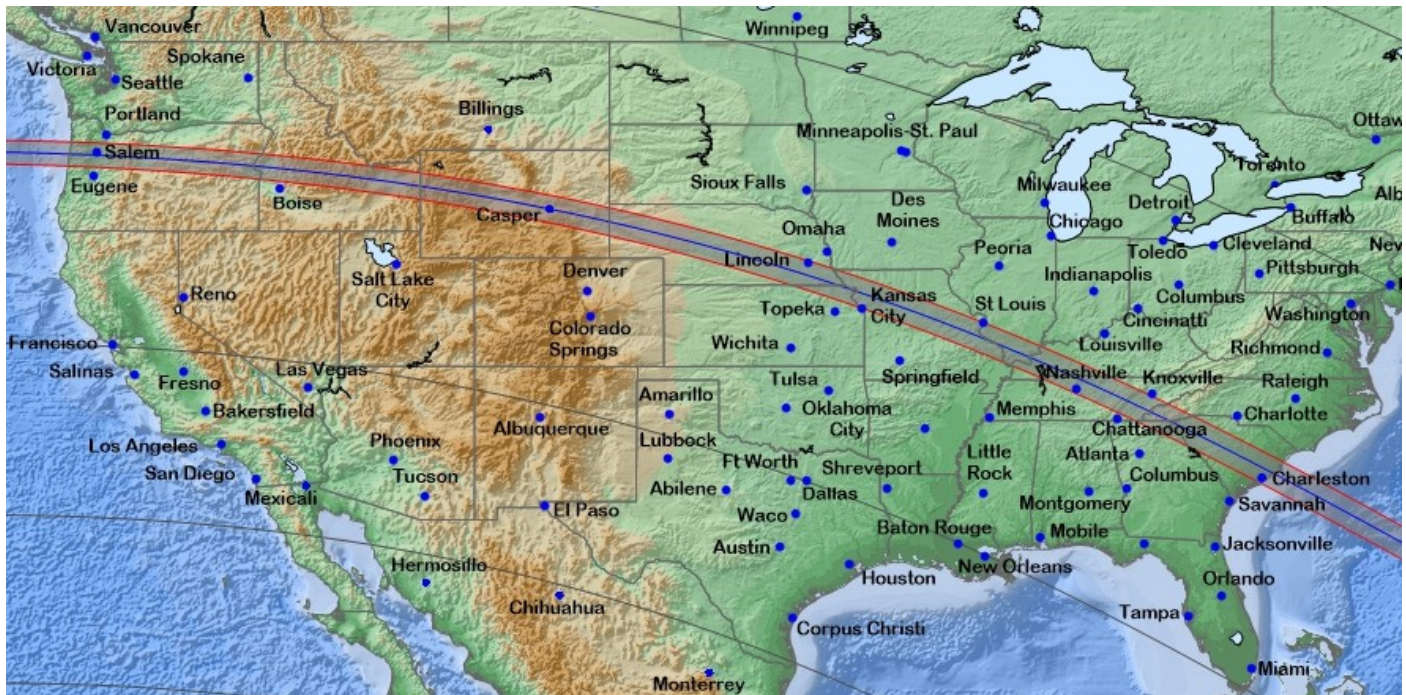 Vancouver
Winnipeg
Victoria
Spokane
Seattle
Portland
Billings
Minneapolis-St. Paul
Ottaw
Salem
Toronto
Eugene
Boise
Sioux Falls
Milwaukee
Detroit
Alb
Casper
Des
Moines
Chicago
Buffalo
Omaha
Peoria
Toledo
Cleveland
New
Lincoln
Salt Lake
City
Denver
Indianapolis
Pittsburgh
Reno
Topeka
Kansas
City
St Louis
Columbus
Cincinatti
Washington
Colorado
Springs
Francisco
Wichita
Louisville
Richmond
Salinas
Fresno
Las Vegas
Tulsa
Springfield
Nashville
Knoxville
Raleigh
Bakersfield
Albuquerque
Amarillo
Oklahoma
City
Memphis
Chattanooga
Charlotte
Los Angeles
Phoenix
Lubbock
Little
Rock
Atlanta
San Diego
Tucson
Ft Worth
Shreveport
Columbus
Charleston
Mexicali
Abilene
Dallas
Montgomery
Savannah
El Paso
Waco
Baton Rouge
Mobile
Austin
Jacksonville
Hermosillo
New Orleans
Houston
Orlando
Chihuahua
Tampa
Corpus Christi
Miami
Monterrey